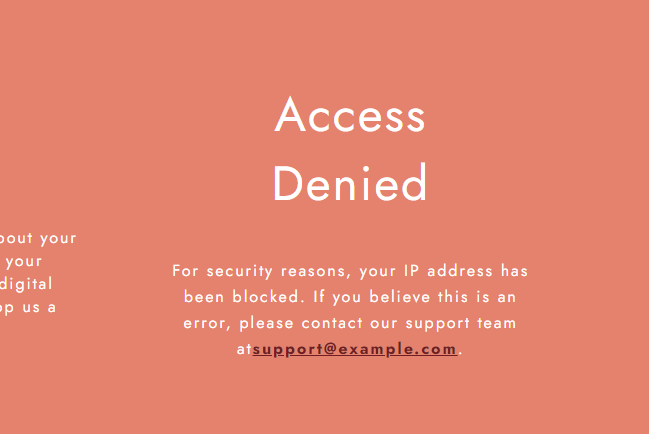 Access
Denied
your
your
digital
us a
For security reasons, your IP address has
been blocked. If you believe this is an
error, please contact our support team
atsupport@example.com.